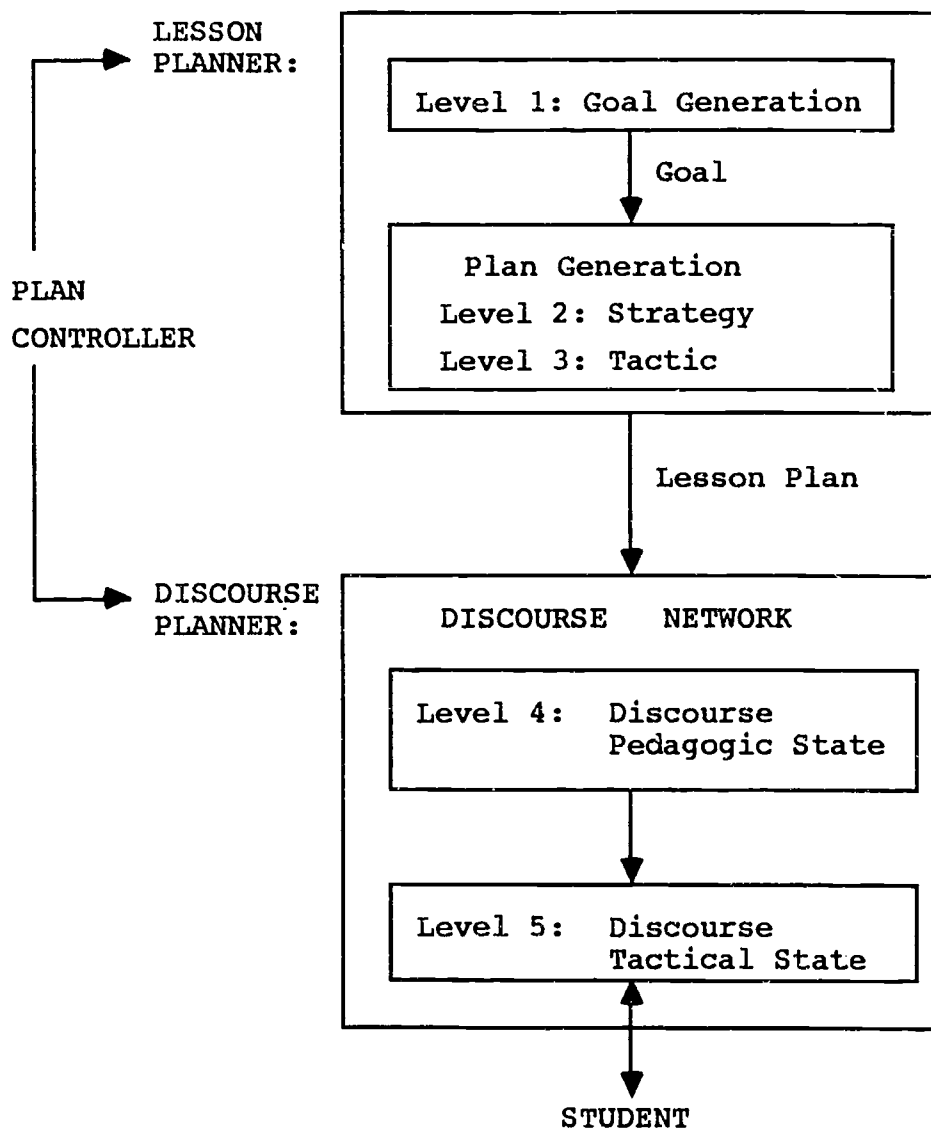 LESSON
PLANNER:
Level 1: Goal Generation
Goal
Plan Generation
Level 2: Strategy
Level 3: Tactic
PLAN
CONTROLLER
Lesson Plan
DISCOURSE
PLANNER:
DISCOURSE NETWORK
Level 4: Discourse
Pedagogic State
Level 5: Discourse
Tactical State
STUDENT